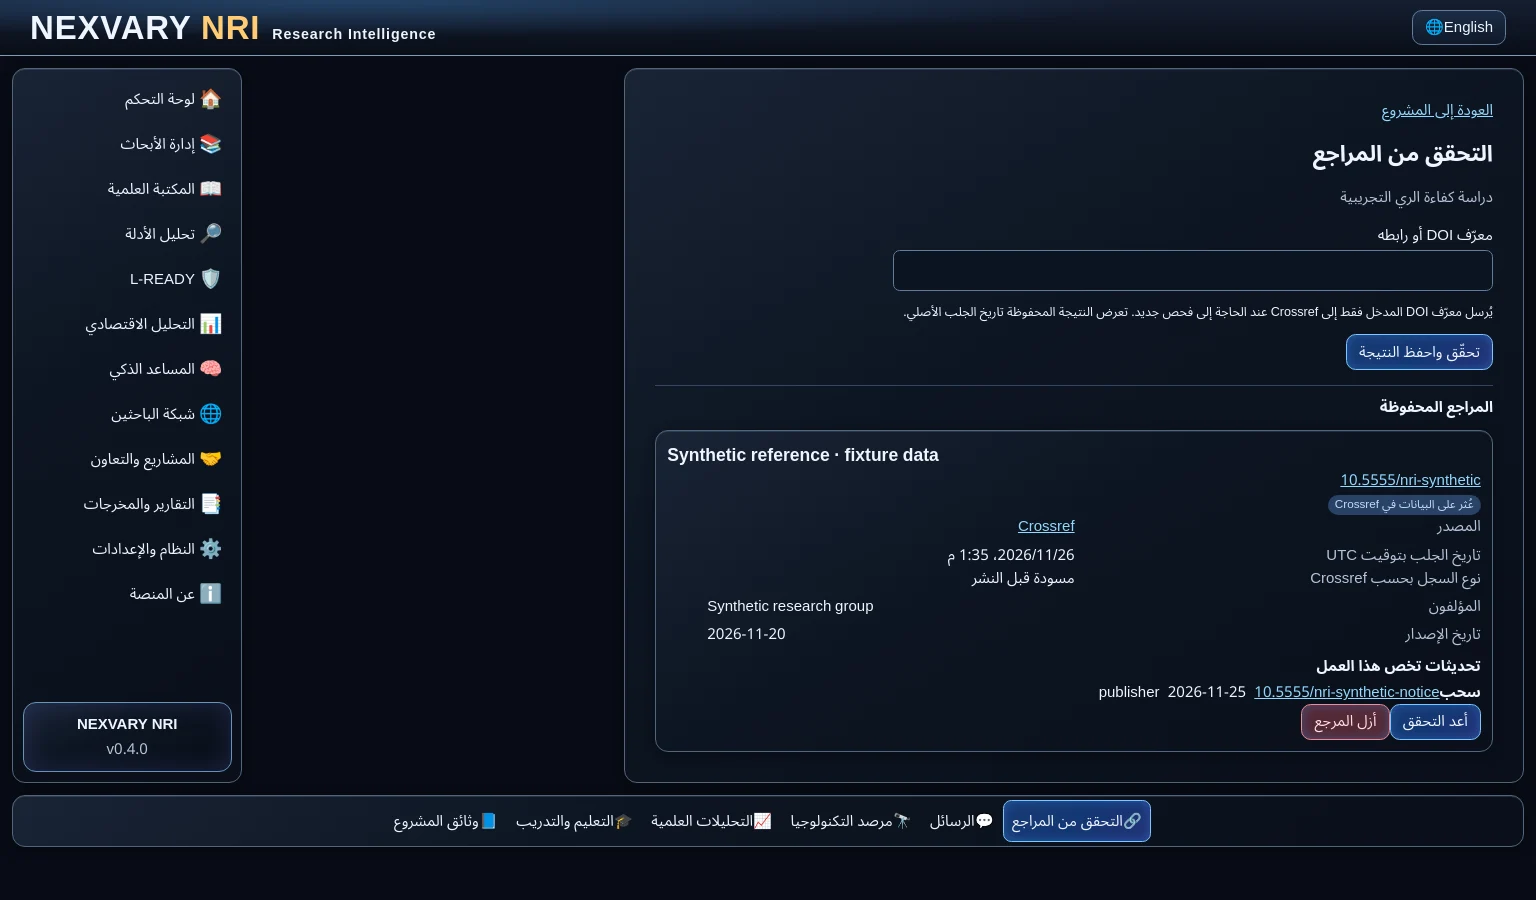 NEXVARY NRI Research Intelligence
🌐English
العودة إلى المشروع
التحقق من المراجع
دراسة كفاءة الري التجريبية
معرّف DOI أو رابطه
يُرسل معرّف DOI المدخل فقط إلى Crossref عند الحاجة إلى فحص جديد. تعرض النتيجة المحفوظة تاريخ الجلب الأصلي.
تحقّق واحفظ النتيجة
المراجع المحفوظة
Synthetic reference · fixture data
10.5555/nri-synthetic
عُثر على البيانات في Crossref
المصدر Crossref
تاريخ الجلب بتوقيت UTC 2026/11/26، 1:35 م
نوع السجل بحسب Crossref مسودة قبل النشر
المؤلفون Synthetic research group
تاريخ الإصدار 2026-11-20
تحديثات تخص هذا العمل
سحب 10.5555/nri-synthetic-notice 2026-11-25 publisher
أعد التحقق أزل المرجع
🏠 لوحة التحكم
📚 إدارة الأبحاث
📖 المكتبة العلمية
🔎 تحليل الأدلة
🛡️ L-READY
📊 التحليل الاقتصادي
🧠 المساعد الذكي
🌐 شبكة الباحثين
🤝 المشاريع والتعاون
📑 التقارير والمخرجات
⚙️ النظام والإعدادات
ℹ️ عن المنصة
NEXVARY NRI
v0.4.0
🔗التحقق من المراجع 💬الرسائل 🔭مرصد التكنولوجيا 📈التحليلات العلمية 🎓التعليم والتدريب 📘وثائق المشروع